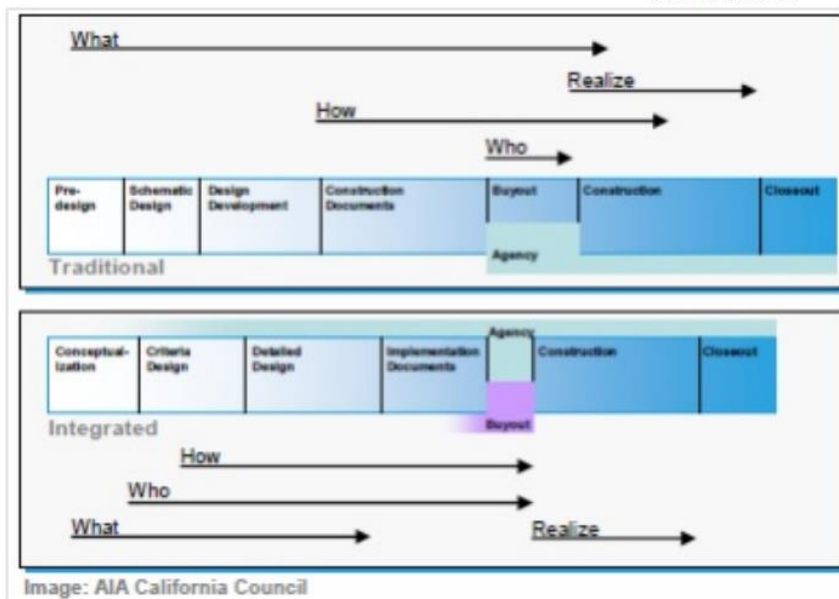 What
Realize
How
Who
Pre-
design
Schematic
Design
Design
Development
Construction
Documents
Buyout
Construction
Closeout
Agency
Traditional
Agency
Conceptual-
ization
Criteria
Design
Detailed
Design
Implementation
Documents
Construction
Closeout
Buyout
Integrated
How
Who
What
Realize
Image: AIA California Council